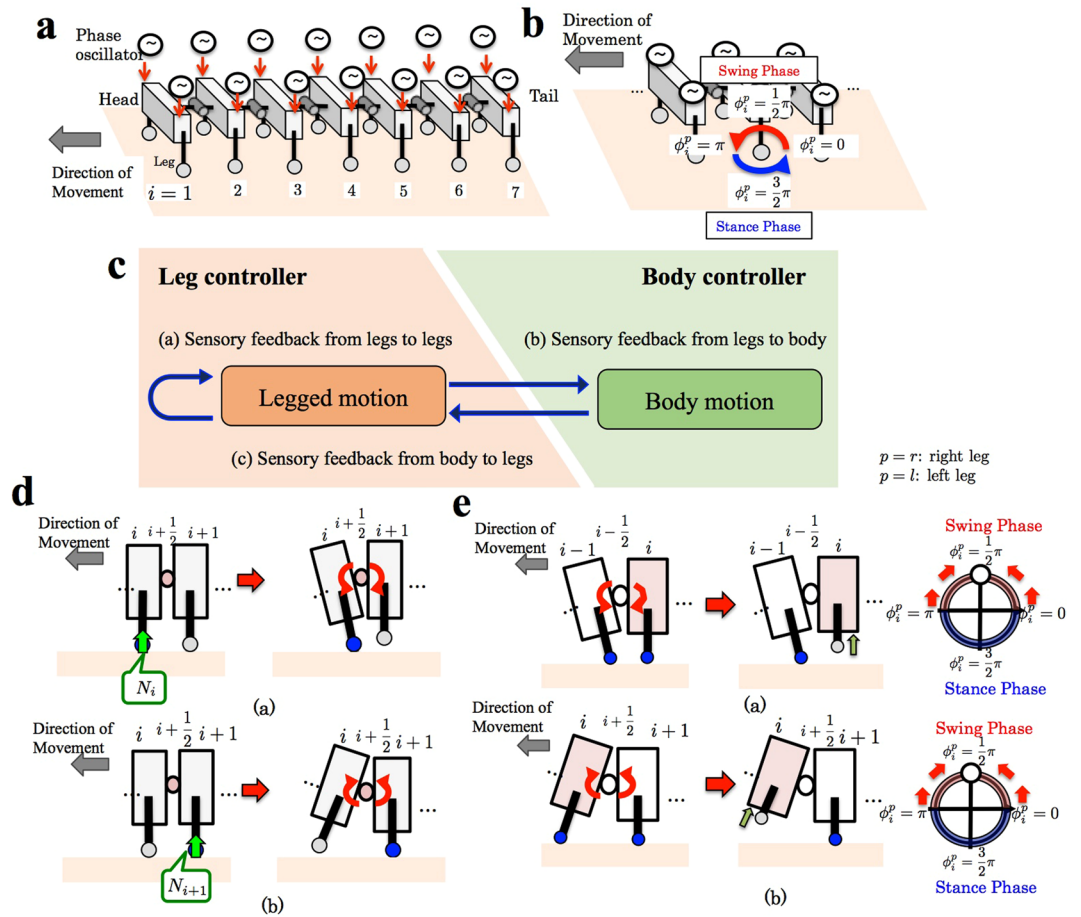 a
Phase
oscillator
~ ~ ~ ~ ~ ~ ~
~ ~ ~ ~ ~ ~ ~
Head
Tail
Leg
Direction of
Movement
i = 1 2 3 4 5 6 7
b
Direction of
Movement
~ ~ ~
~ ~
Swing Phase
... ...
ϕ_i^p = 1/2 π
ϕ_i^p = π
ϕ_i^p = 0
ϕ_i^p = 3/2 π
Stance Phase
c
Leg controller
Body controller
(a) Sensory feedback from legs to legs
(b) Sensory feedback from legs to body
Legged motion
Body motion
(c) Sensory feedback from body to legs
p = r: right leg
p = l: left leg
d
Direction of
Movement
i i+1/2 i+1
i i+1/2 i+1
... ...
... ...
N_i
(a)
Direction of
Movement
i i+1/2 i+1
i i+1/2 i+1
... ...
... ...
N_{i+1}
(b)
e
Direction of
Movement
i−1 i−1/2 i
i−1 i−1/2 i
... ...
... ...
Swing Phase
ϕ_i^p = 1/2 π
ϕ_i^p = π
ϕ_i^p = 0
ϕ_i^p = 3/2 π
Stance Phase
(a)
Direction of
Movement
i i+1/2 i+1
i i+1/2 i+1
... ...
... ...
Swing Phase
ϕ_i^p = 1/2 π
ϕ_i^p = π
ϕ_i^p = 0
ϕ_i^p = 3/2 π
Stance Phase
(b)